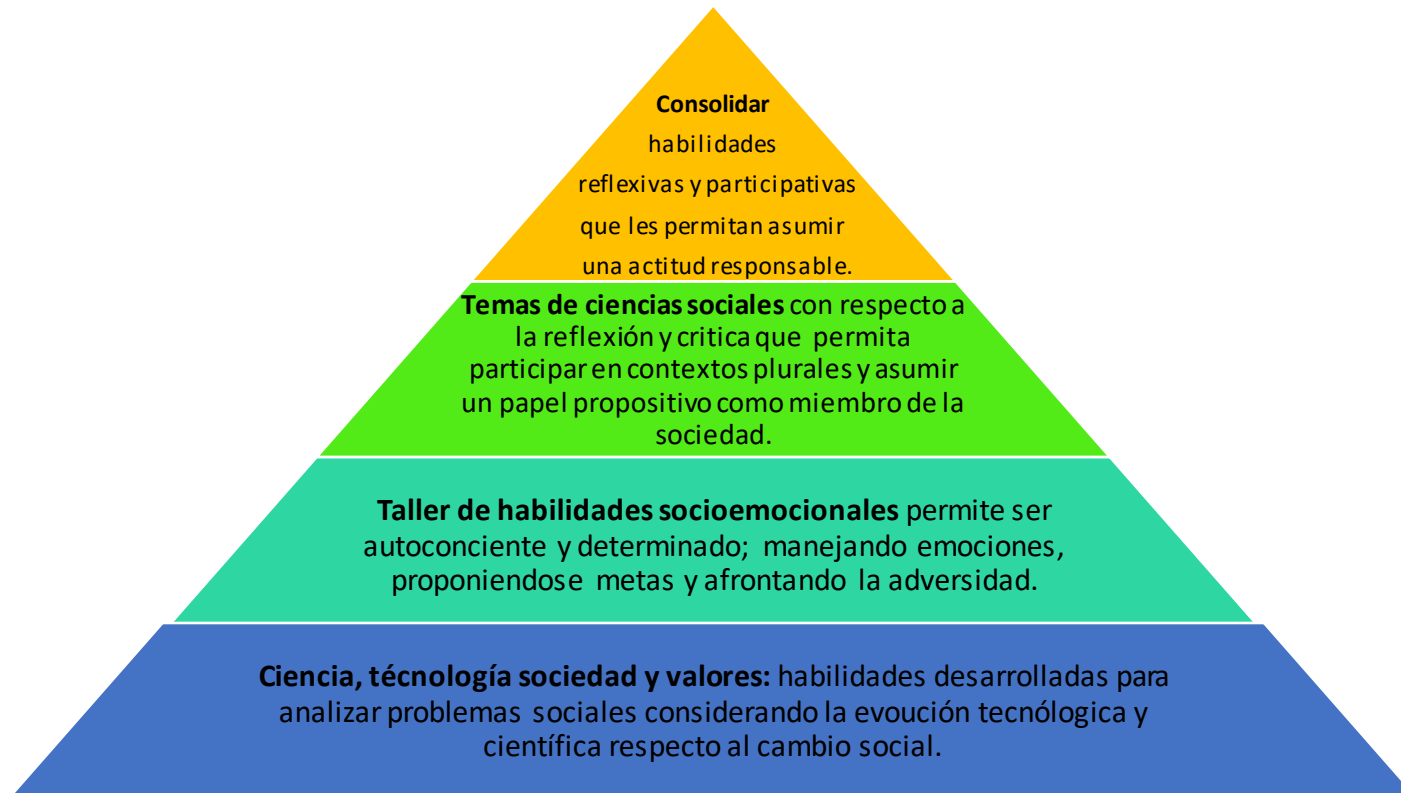 Consolidar
habilidades
reflexivas y participativas
que les permitan asumir
una actitud responsable.
Temas de ciencias sociales con respecto a
la reflexión y critica que permita
participar en contextos plurales y asumir
un papel propositivo como miembro de la
sociedad.
Taller de habilidades socioemocionales permite ser
autoconciente y determinado; manejando emociones,
proponiendose metas y afrontando la adversidad.
Ciencia, técnología sociedad y valores: habilidades desarrolladas para
analizar problemas sociales considerando la evoución tecnólogica y
científica respecto al cambio social.